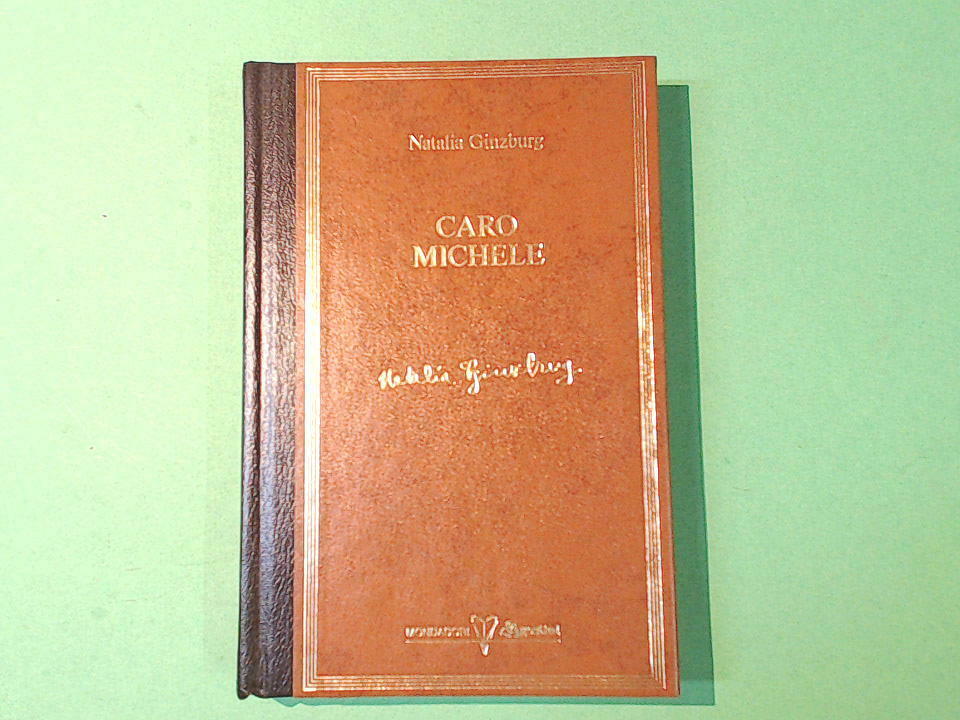 Natalia Ginzburg
CARO
MICHELE
Natalia Ginzburg.
MONDADORI